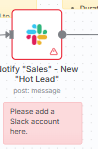 Notify "Sales" - New
"Hot Lead"
post: message
Please add a
Slack account
here.